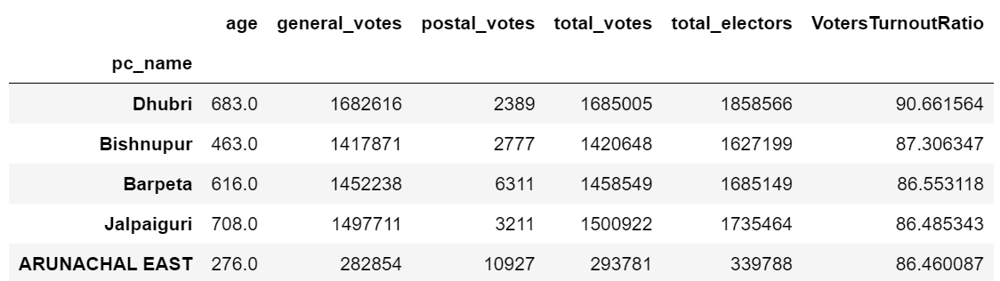 age general_votes postal_votes total_votes total_electors VotersTurnoutRatio
pc_name
Dhubri 683.0 1682616 2389 1685005 1858566 90.661564
Bishnupur 463.0 1417871 2777 1420648 1627199 87.306347
Barpeta 616.0 1452238 6311 1458549 1685149 86.553118
Jalpaiguri 708.0 1497711 3211 1500922 1735464 86.485343
ARUNACHAL EAST 276.0 282854 10927 293781 339788 86.460087